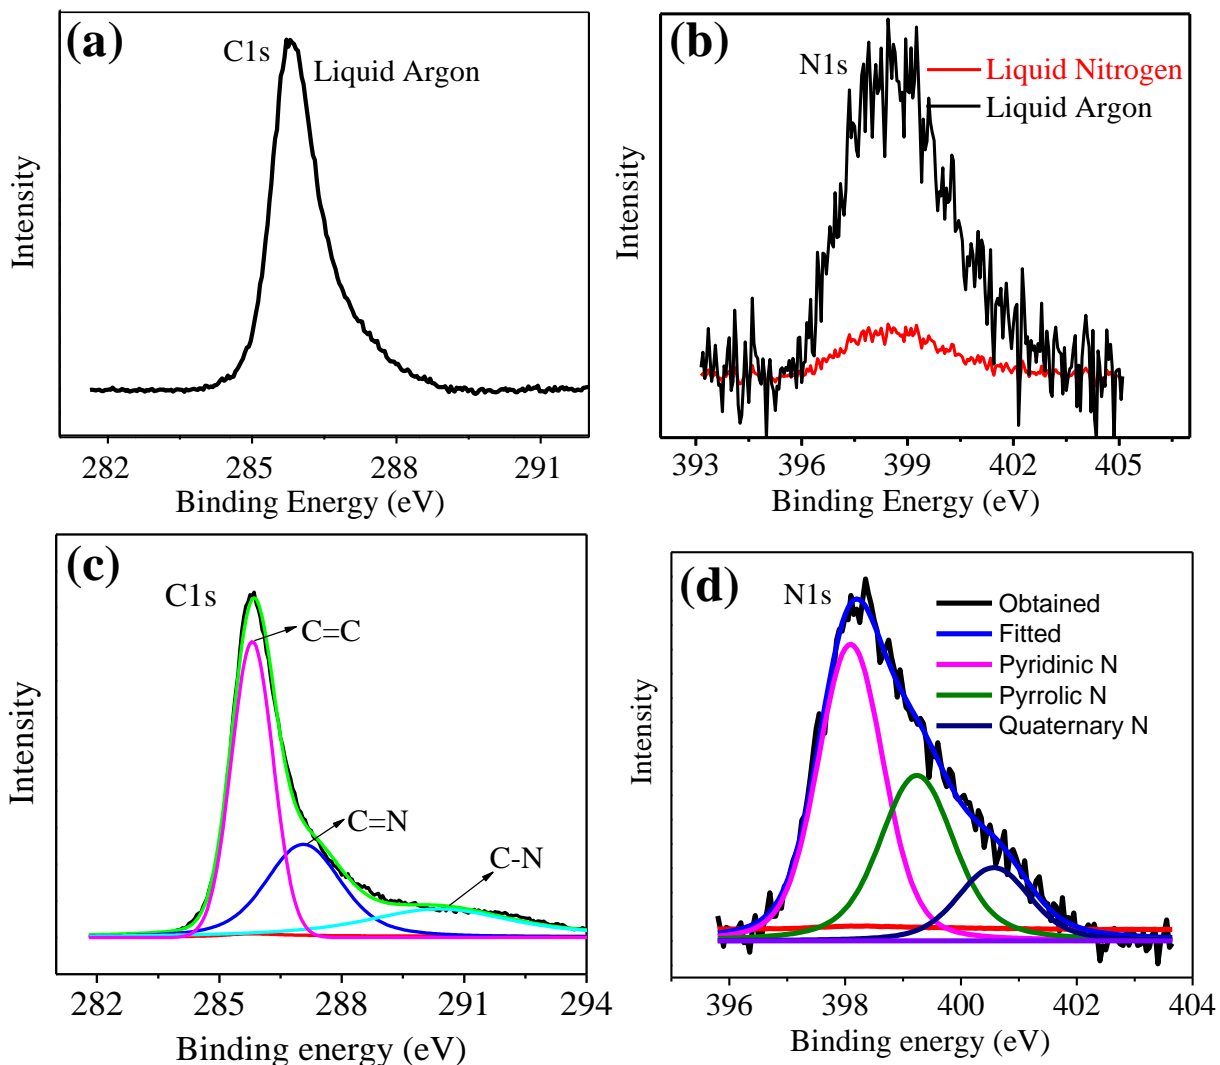 (a)
C1s
Liquid Argon
Intensity
282 285 288 291
Binding Energy (eV)
(b)
N1s
Liquid Nitrogen
Liquid Argon
Intensity
393 396 399 402 405
Binding Energy (eV)
(c)
C1s
C=C
C=N
C-N
Intensity
282 285 288 291 294
Binding energy (eV)
(d)
N1s
Obtained
Fitted
Pyridinic N
Pyrrolic N
Quaternary N
Intensity
396 398 400 402 404
Binding energy (eV)